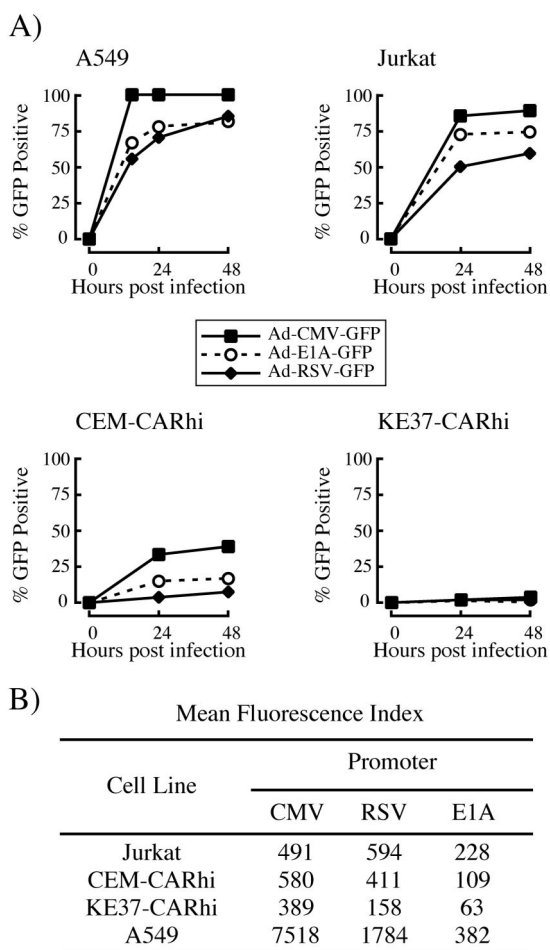 A)
A549
Jurkat
% GFP Positive
100
75
50
25
0
0 24 48
Hours post infection
% GFP Positive
100
75
50
25
0
0 24 48
Hours post infection
Ad-CMV-GFP
Ad-E1A-GFP
Ad-RSV-GFP
CEM-CARhi
KE37-CARhi
% GFP Positive
100
75
50
25
0
0 24 48
Hours post infection
% GFP Positive
100
75
50
25
0
0 24 48
Hours post infection
B)
Mean Fluorescence Index
Cell Line
Promoter
CMV RSV E1A
Jurkat 491 594 228
CEM-CARhi 580 411 109
KE37-CARhi 389 158 63
A549 7518 1784 382